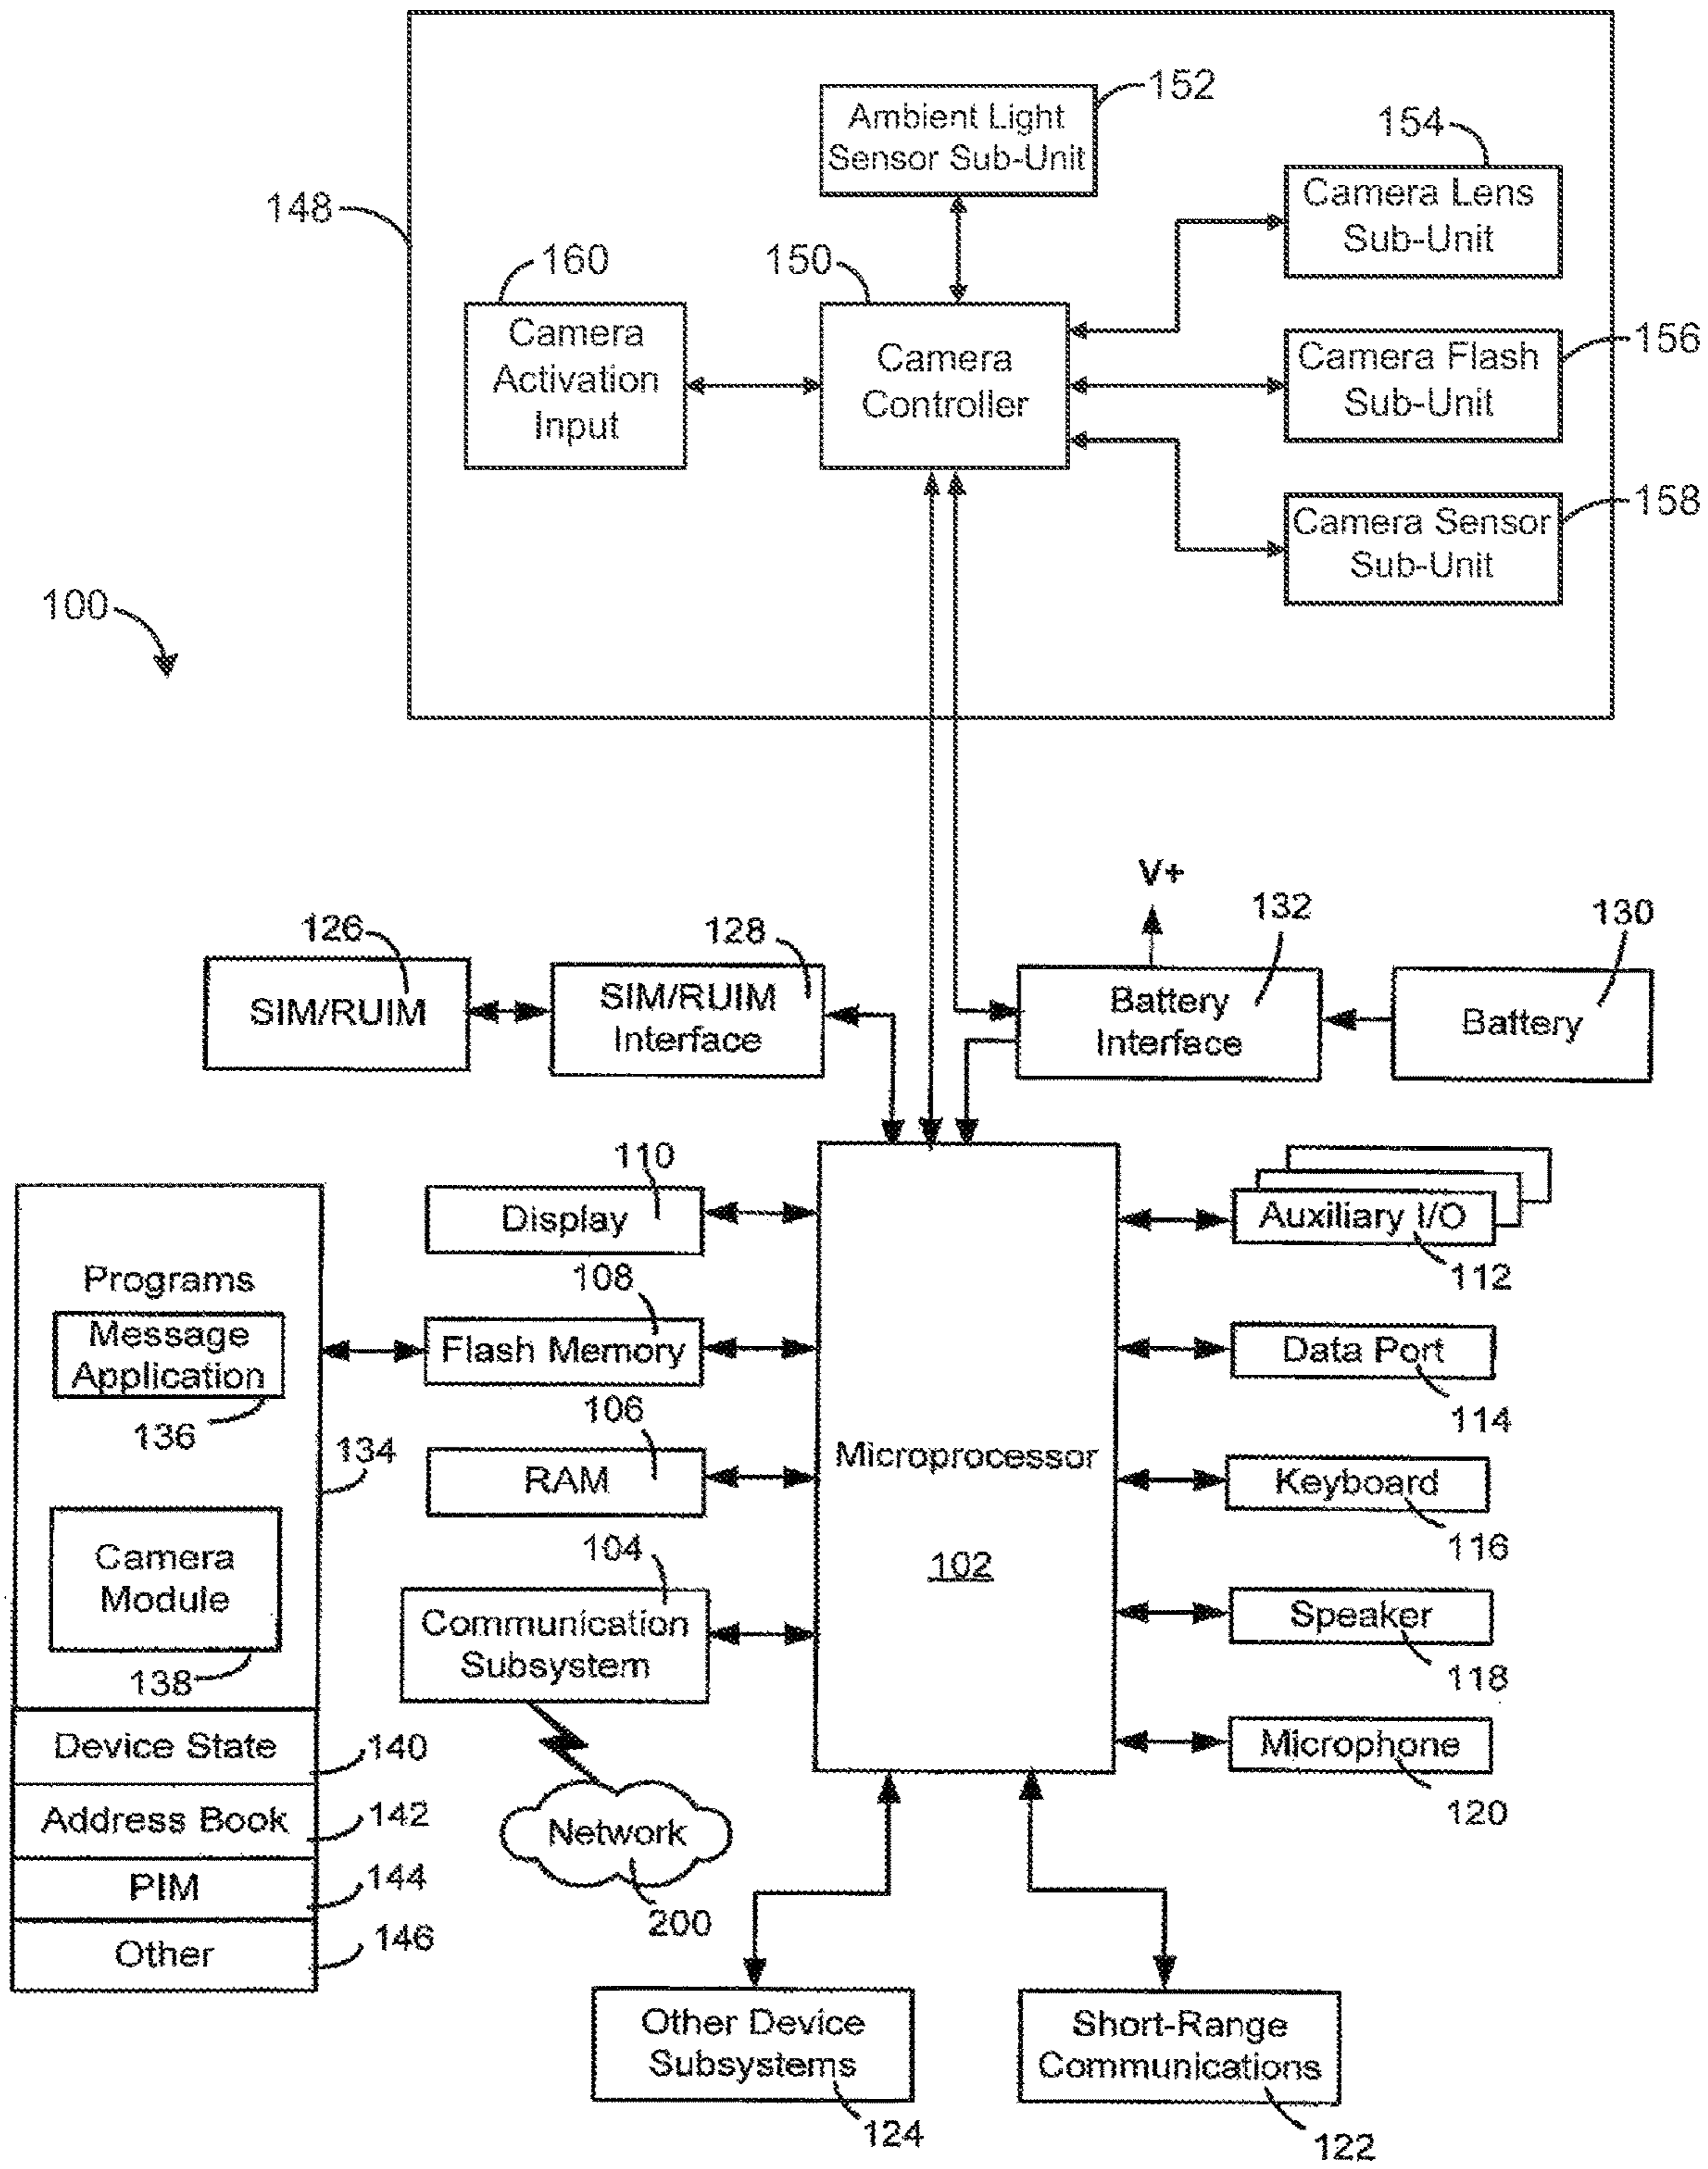 152
Ambient Light
Sensor Sub-Unit
154
Camera Lens
Sub-Unit
148
160
Camera
Activation
Input
150
Camera
Controller
Camera Flash
Sub-Unit
156
Camera Sensor
Sub-Unit
158
100
V+
126
SIM/RUIM
128
SIM/RUIM
Interface
132
Battery
Interface
130
Battery
110
Display
Auxiliary I/O
112
Programs
Message
Application
136
134
108
Flash Memory
Data Port
114
106
RAM
Microprocessor
102
Keyboard
116
Camera
Module
138
104
Communication
Subsystem
Speaker
118
Device State
140
Microphone
120
Address Book
142
Network
200
PIM
144
Other
146
Other Device
Subsystems
124
Short-Range
Communications
122